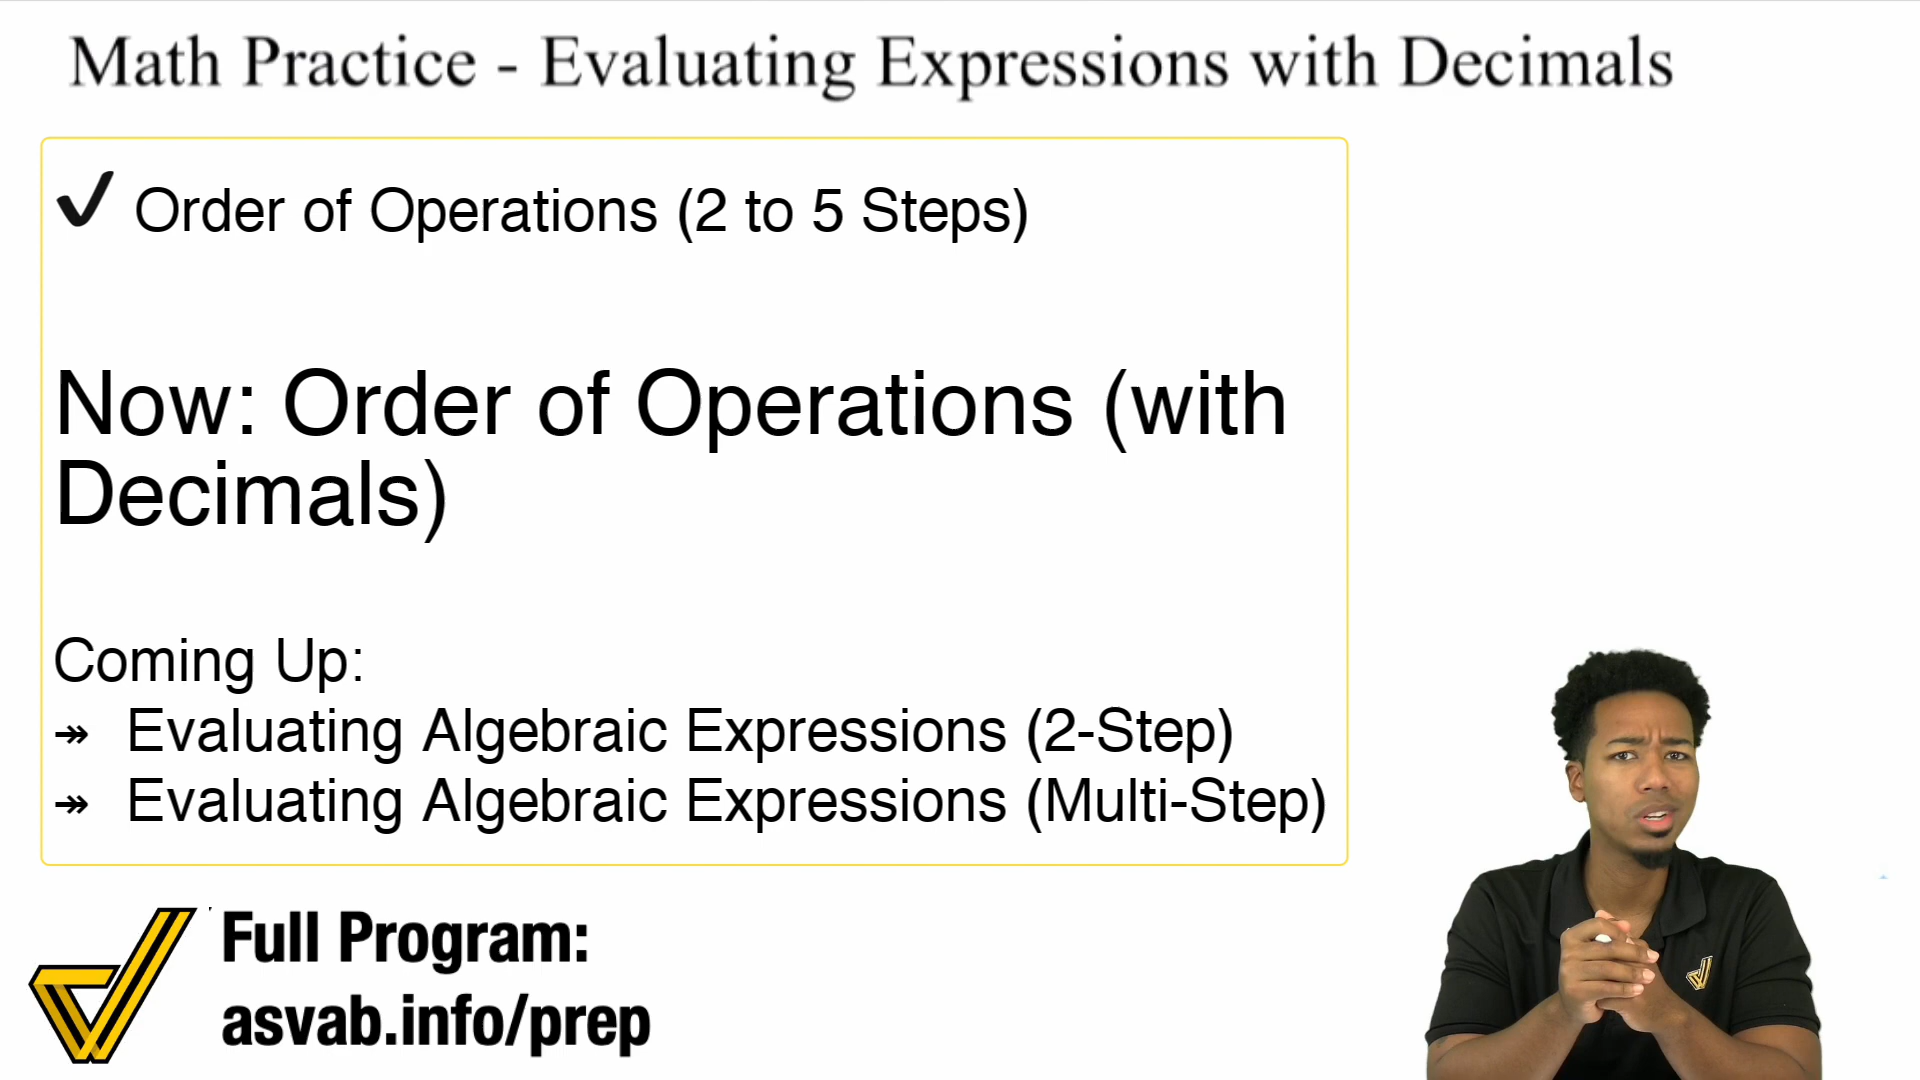 Math Practice - Evaluating Expressions with Decimals
✔ Order of Operations (2 to 5 Steps)
Now: Order of Operations (with
Decimals)
Coming Up:
↠ Evaluating Algebraic Expressions (2-Step)
↠ Evaluating Algebraic Expressions (Multi-Step)
Full Program:
asvab.info/prep